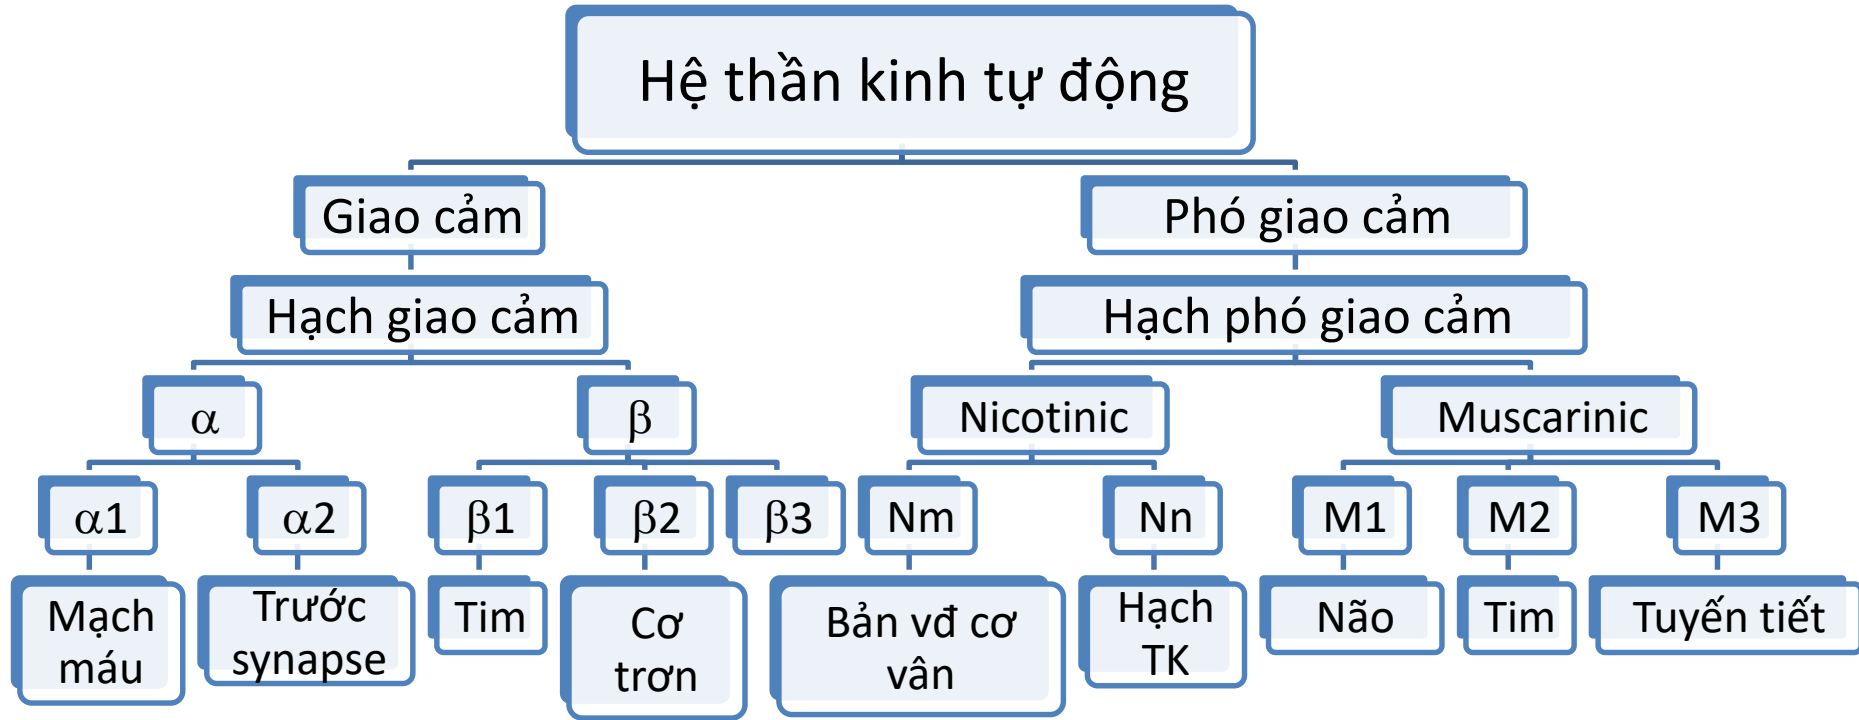 Hệ thần kinh tự động
Giao cảm
Phó giao cảm
Hạch giao cảm
Hạch phó giao cảm
α
β
Nicotinic
Muscarinic
α1
α2
β1
β2
β3
Nm
Nn
M1
M2
M3
Mạch
máu
Trước
synapse
Tim
Cơ
trơn
Bản vđ cơ
vân
Hạch
TK
Não
Tim
Tuyến tiết